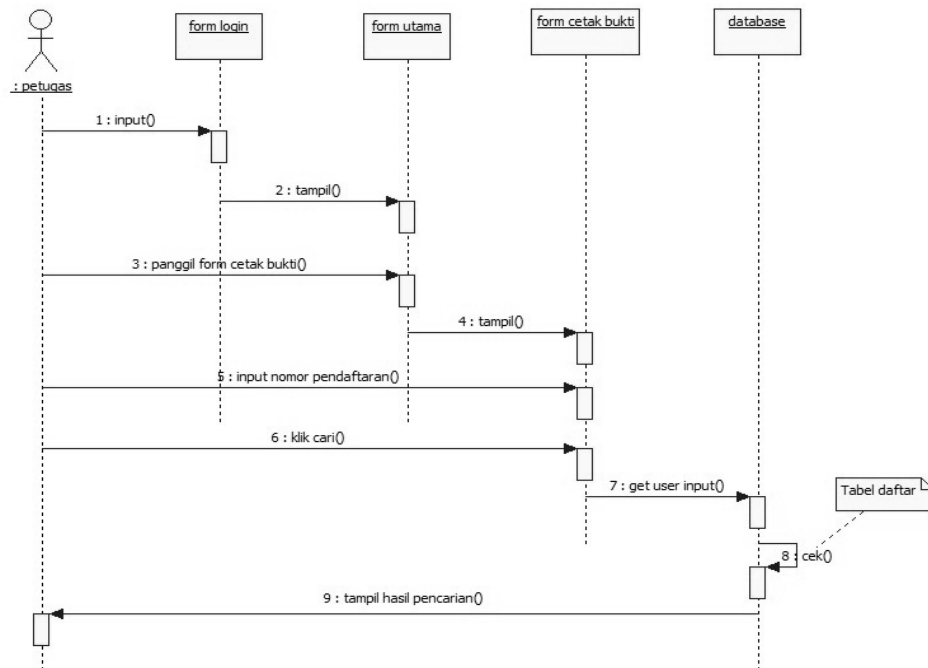 form login
form utama
form cetak bukti
database
: petugas
1 : input()
2 : tampil()
3 : panggil form cetak bukti()
4 : tampil()
5 : input nomor pendaftaran()
6 : klik cari()
7 : get user input()
Tabel daftar
8 : cek()
9 : tampil hasil pencarian()